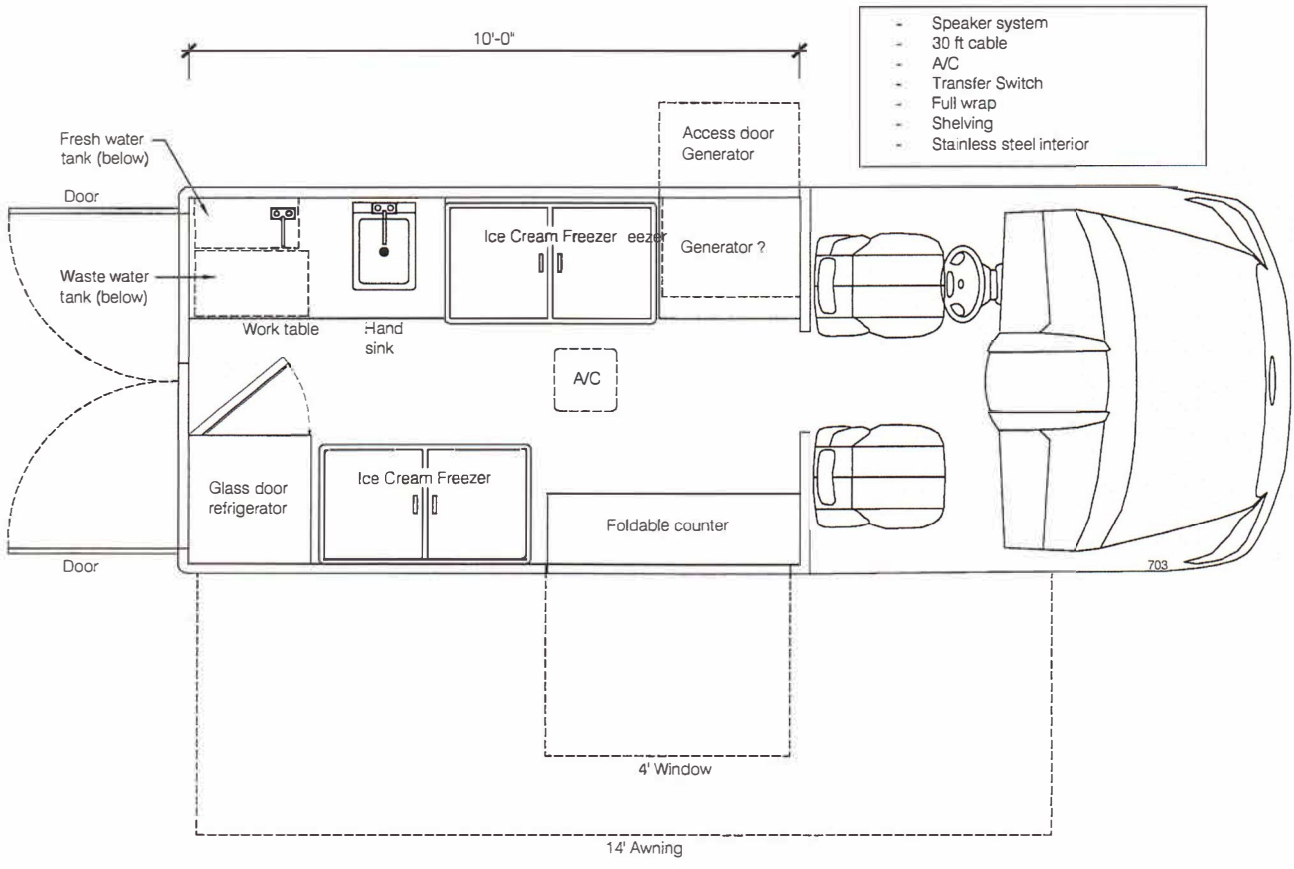 10'-0"
- Speaker system
- 30 ft cable
- A/C
- Transfer Switch
- Full wrap
- Shelving
- Stainless steel interior
Access door
Generator
Fresh water
tank (below)
Door
Ice Cream Freezer eezer
Generator ?
Waste water
tank (below)
Work table
Hand
sink
A/C
Glass door
refrigerator
Ice Cream Freezer
Foldable counter
Door
703
4' Window
14' Awning